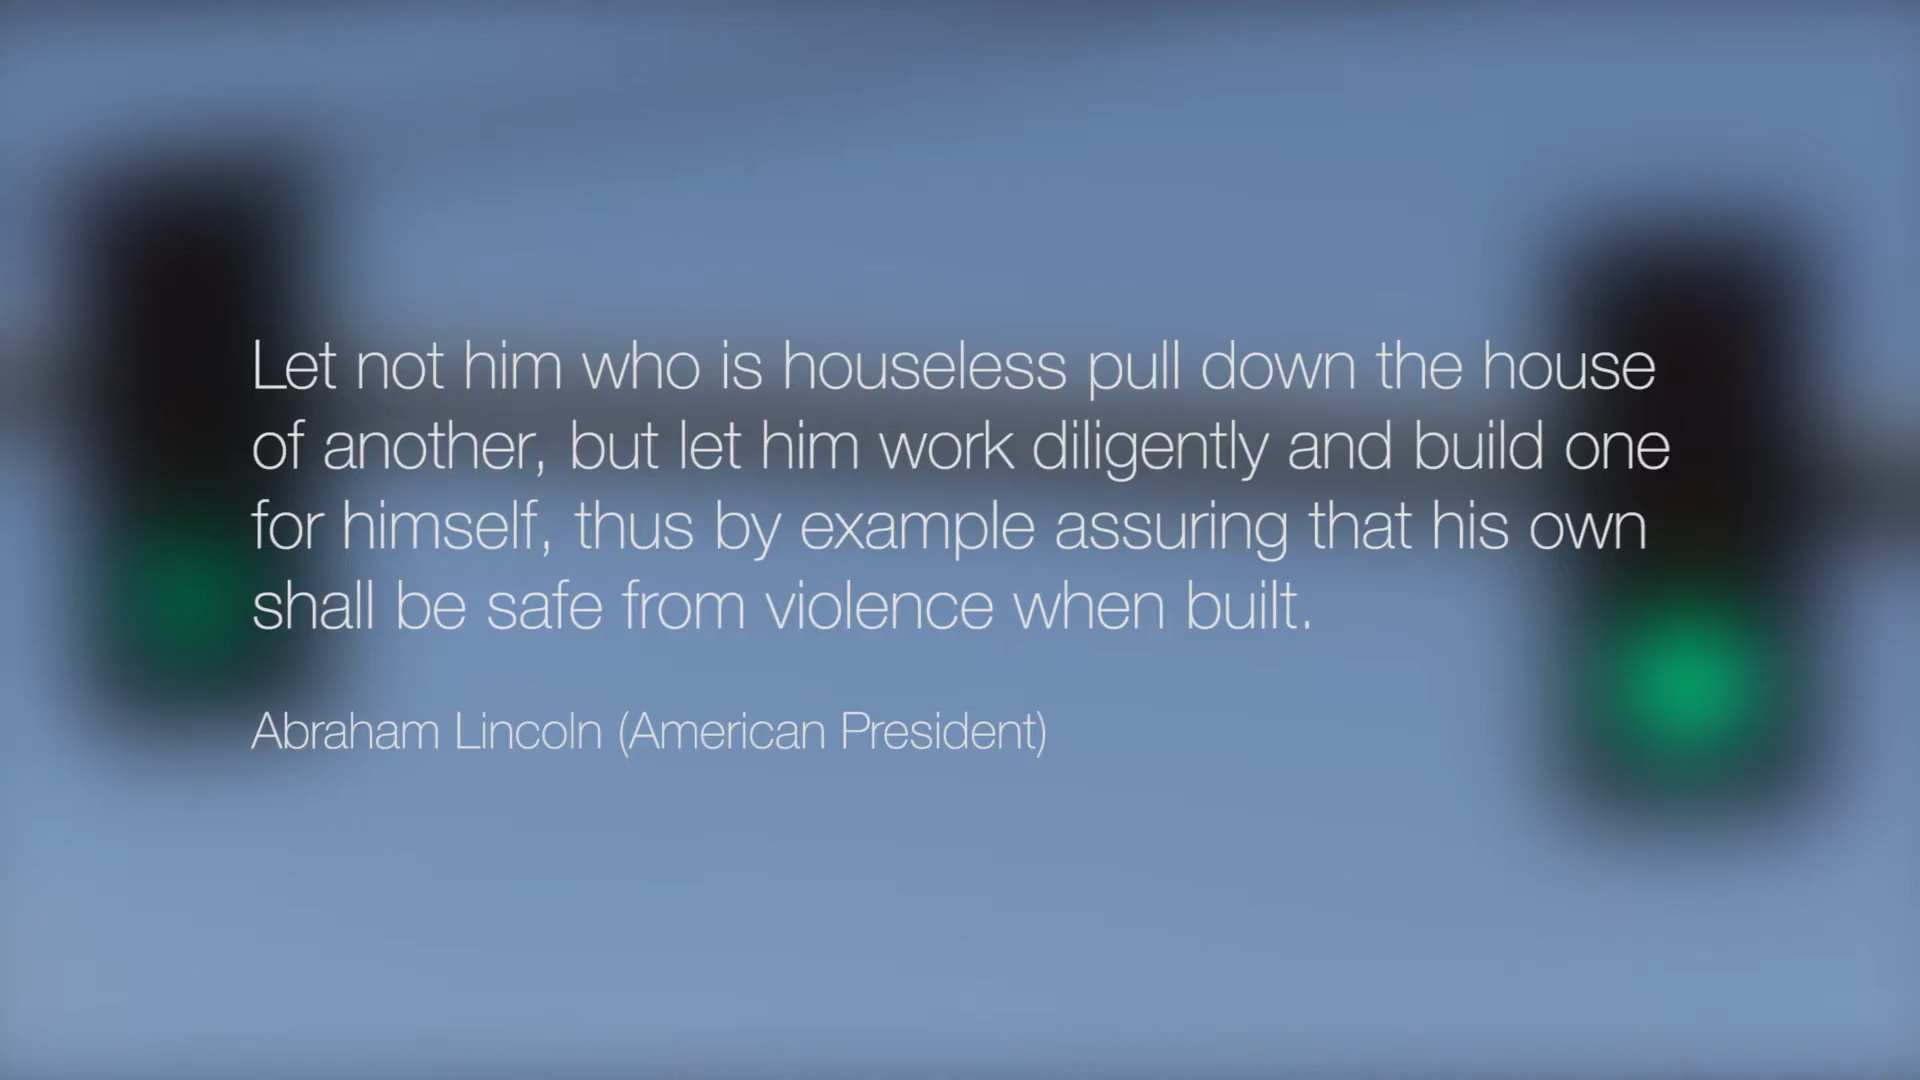 Let not him who is houseless pull down the house
of another, but let him work diligently and build one
for himself, thus by example assuring that his own
shall be safe from violence when built.
Abraham Lincoln (American President)